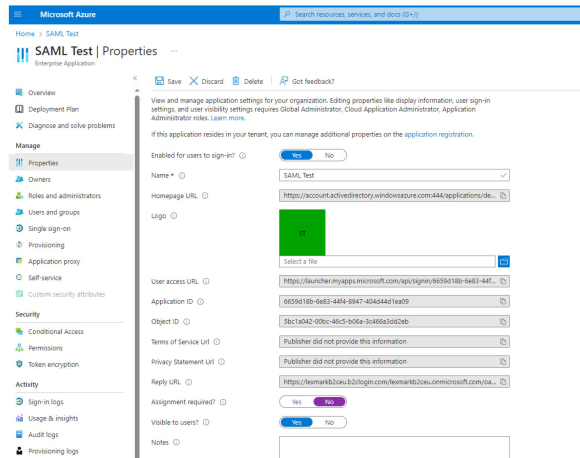 Microsoft Azure
Search resources, services, and docs (G+/)
Home > SAML Test >
SAML Test | Properties ...
Enterprise Application
Overview
Deployment Plan
Diagnose and solve problems
Manage
Properties
Owners
Roles and administrators
Users and groups
Single sign-on
Provisioning
Application proxy
Self-service
Custom security attributes
Security
Conditional Access
Permissions
Token encryption
Activity
Sign-in logs
Usage & insights
Audit logs
Provisioning logs
Save Discard Delete Got feedback?
View and manage application settings for your organization. Editing properties like display information, user sign-in
settings, and user visibility settings requires Global Administrator, Cloud Application Administrator, Application
Administrator roles. Learn more.
If this application resides in your tenant, you can manage additional properties on the application registration.
Enabled for users to sign-in? Yes No
Name * SAML Test
Homepage URL https://account.activedirectory.windowsazure.com:444/applications/de...
Logo
ST
Select a file
User access URL https://launcher.myapps.microsoft.com/api/signin/6659d18b-6e83-44f...
Application ID 6659d18b-6e83-44f4-8947-404d44d1ea09
Object ID 5bc1a042-00bc-46c5-b06a-3c466a3dd2eb
Terms of Service Url Publisher did not provide this information
Privacy Statement Url Publisher did not provide this information
Reply URL https://lexmarkb2ceu.b2clogin.com/lexmarkb2ceu.onmicrosoft.com/oa...
Assignment required? Yes No
Visible to users? Yes No
Notes